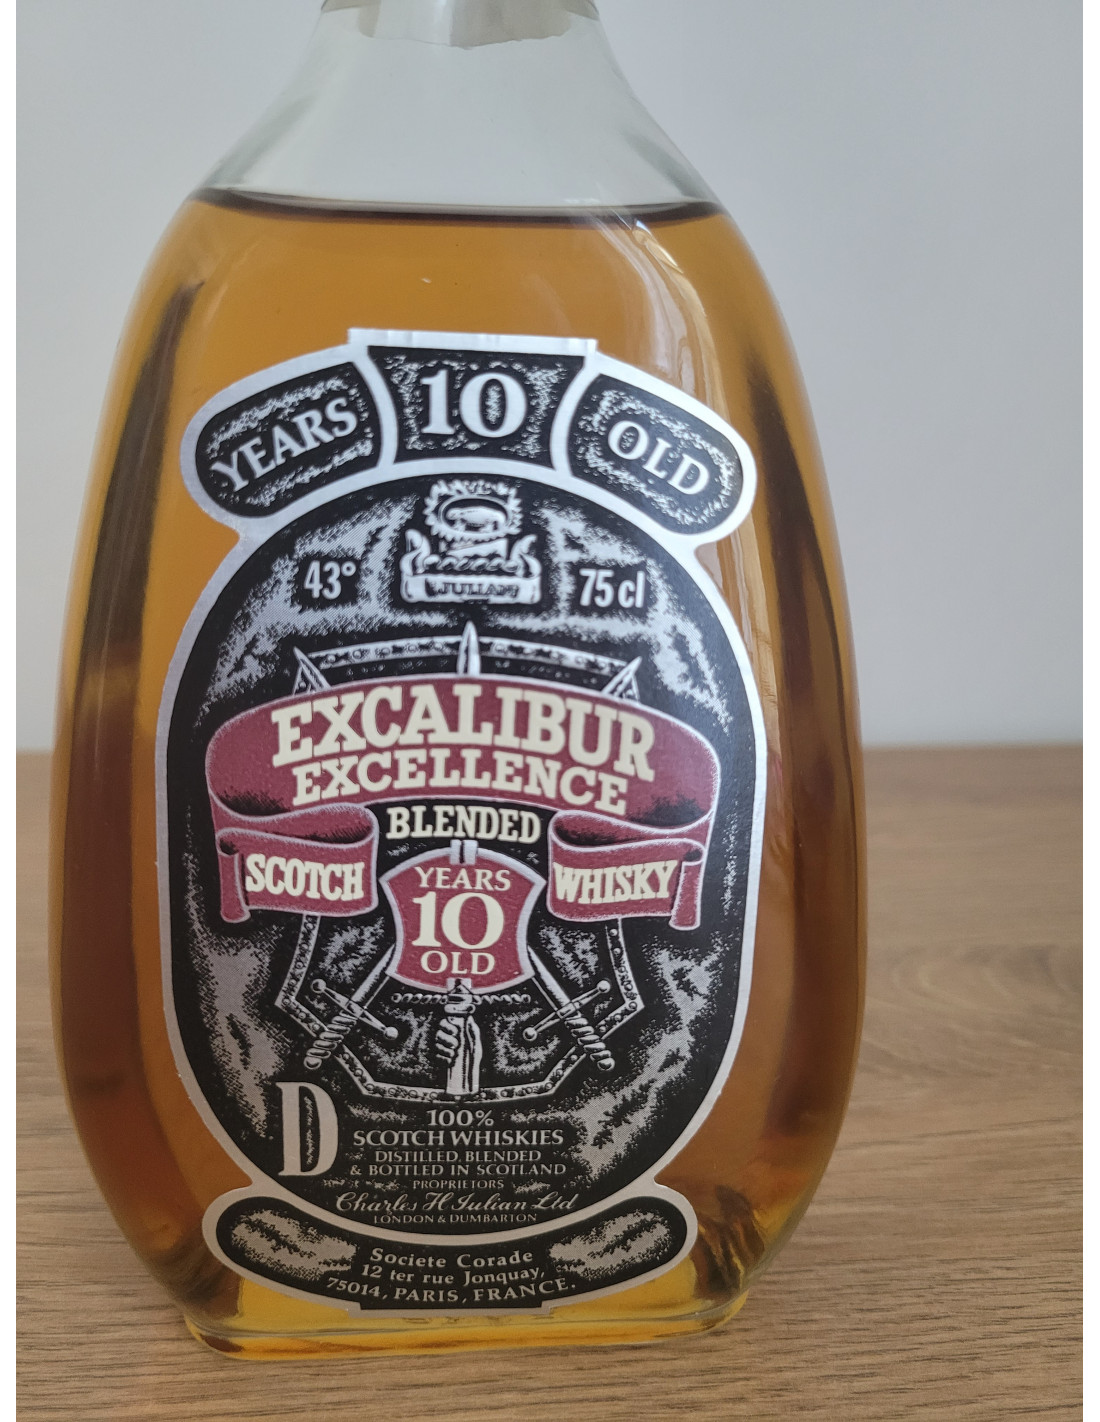 YEARS 10 OLD
JULIAN
43° 75 cl
EXCALIBUR
EXCELLENCE
BLENDED
SCOTCH WHISKY
YEARS
10
OLD
D
100%
SCOTCH WHISKIES
DISTILLED, BLENDED
& BOTTLED IN SCOTLAND
PROPRIETORS
Charles H Julian Ltd
LONDON & DUMBARTON
Societe Corade
12 ter rue Jonquay,
75014, PARIS, FRANCE.